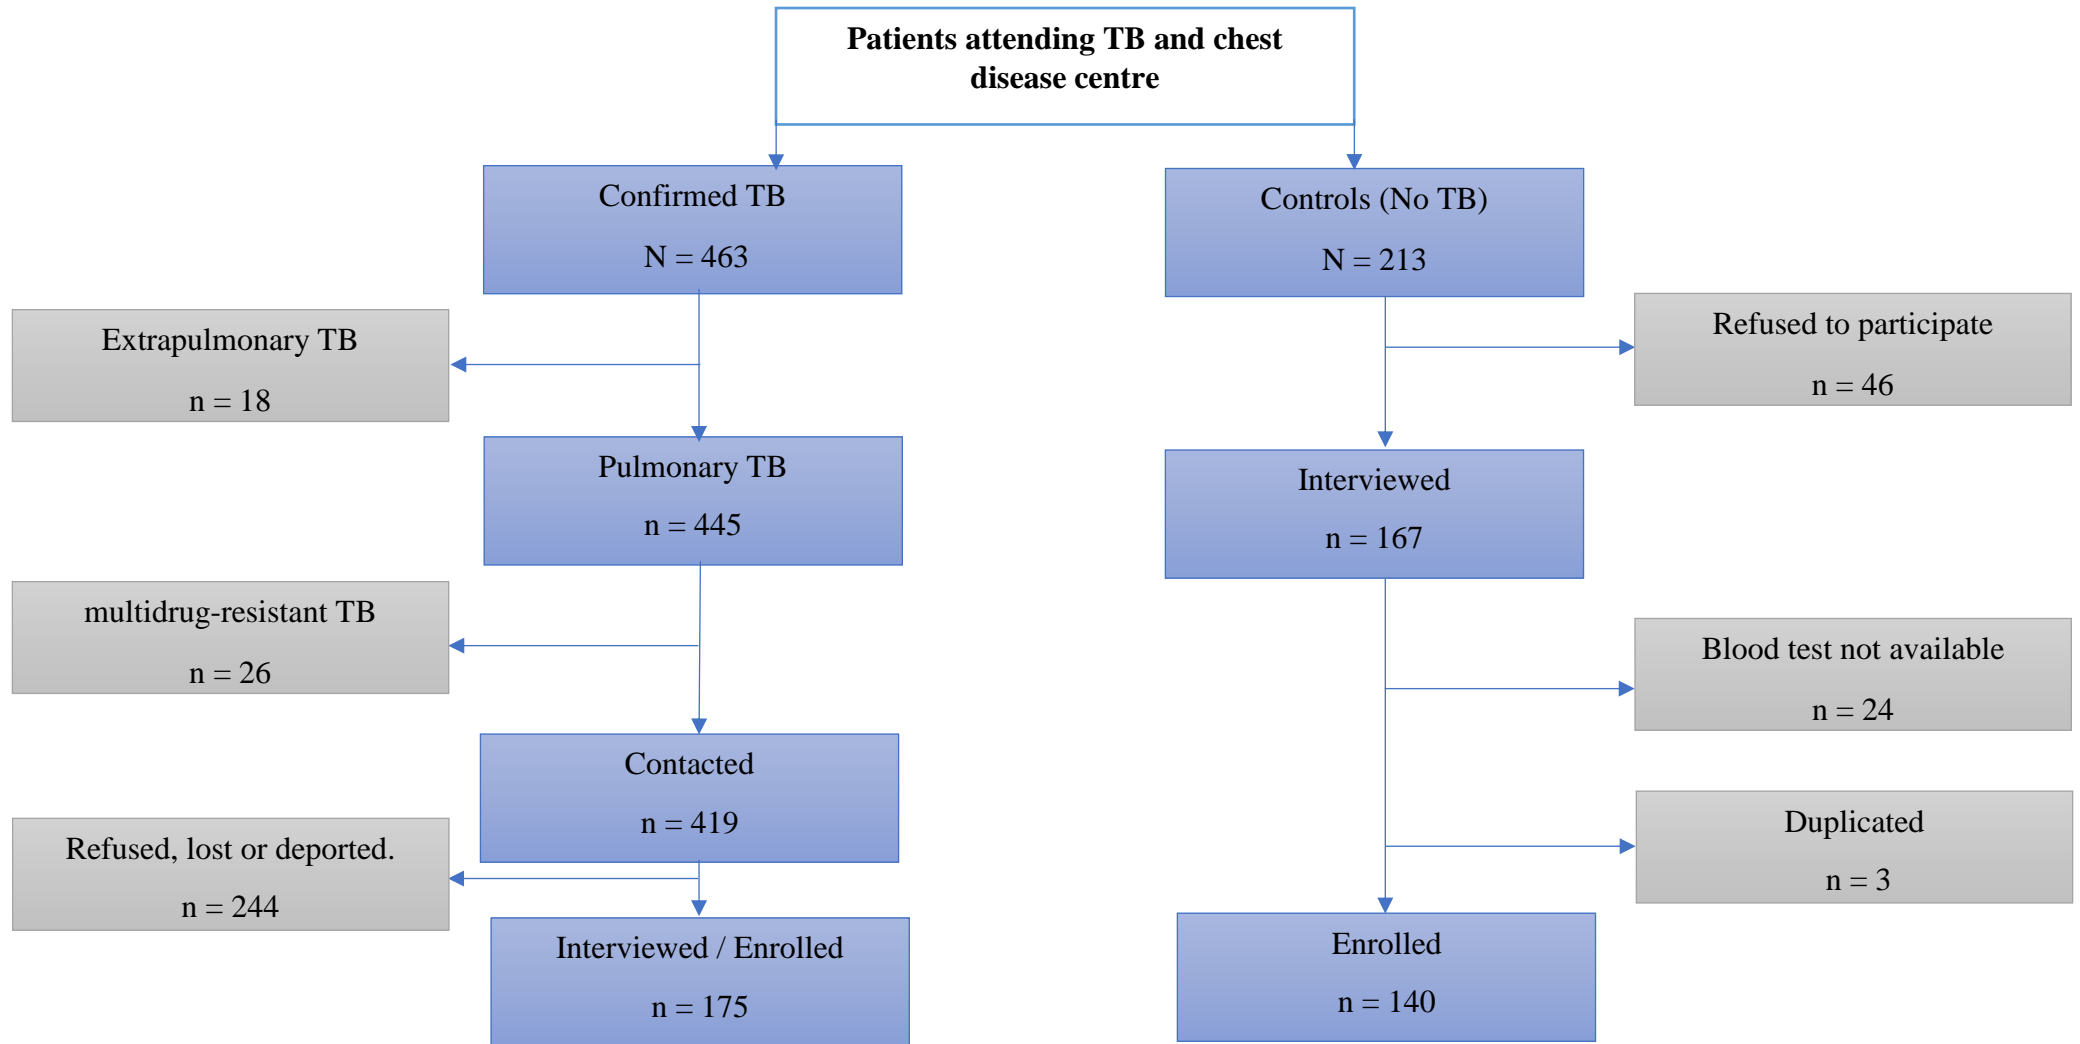 Patients attending TB and chest
disease centre
Confirmed TB
N = 463
Controls (No TB)
N = 213
Extrapulmonary TB
n = 18
Refused to participate
n = 46
Pulmonary TB
n = 445
Interviewed
n = 167
multidrug-resistant TB
n = 26
Blood test not available
n = 24
Contacted
n = 419
Duplicated
n = 3
Refused, lost or deported.
n = 244
Interviewed / Enrolled
n = 175
Enrolled
n = 140